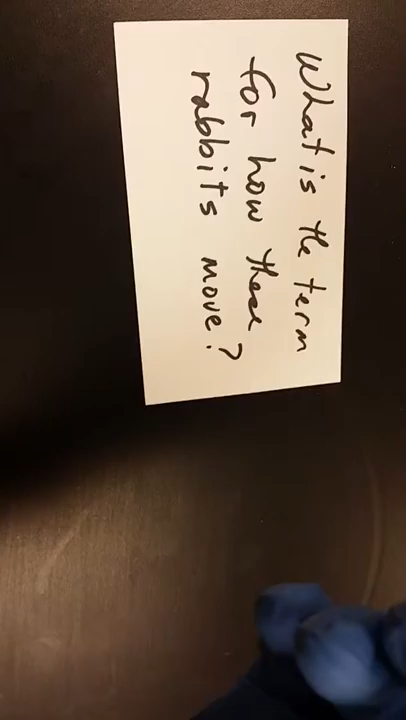 What is the term
for how these
rabbits move?